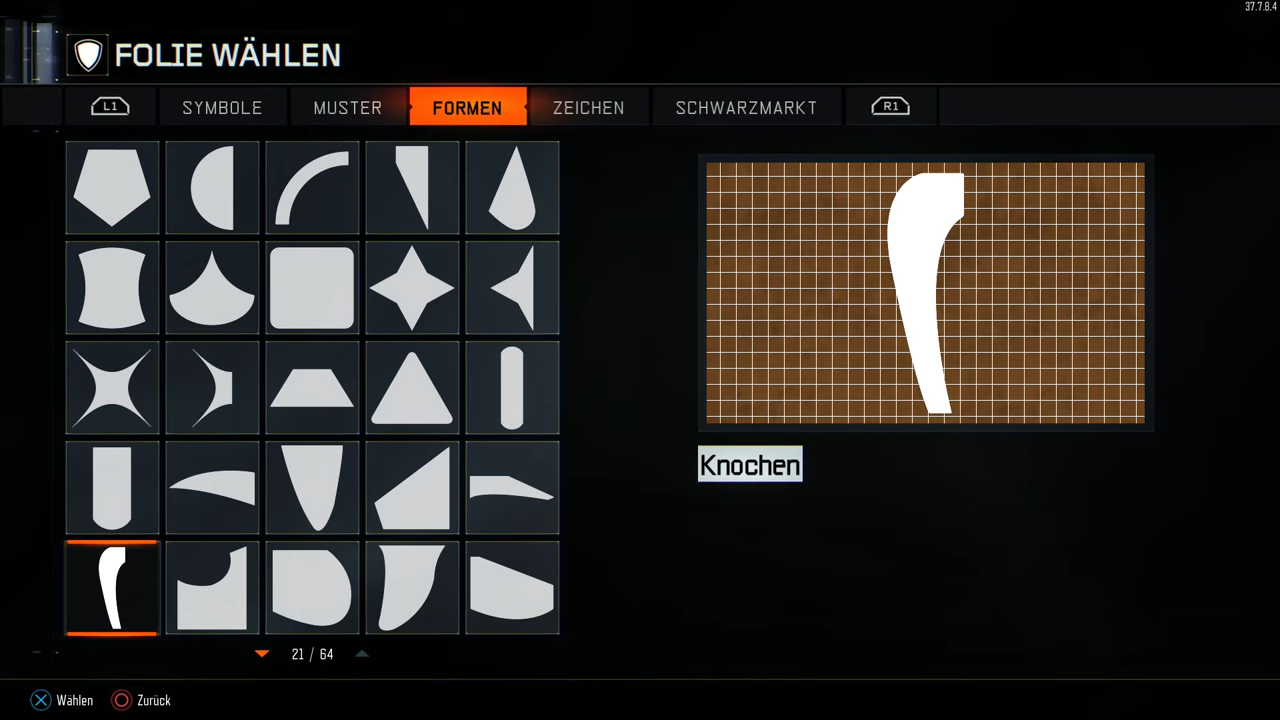 37.7.8.4
FOLIE WÄHLEN
L1 SYMBOLE MUSTER FORMEN ZEICHEN SCHWARZMARKT R1
Knochen
21 / 64
Wählen Zurück